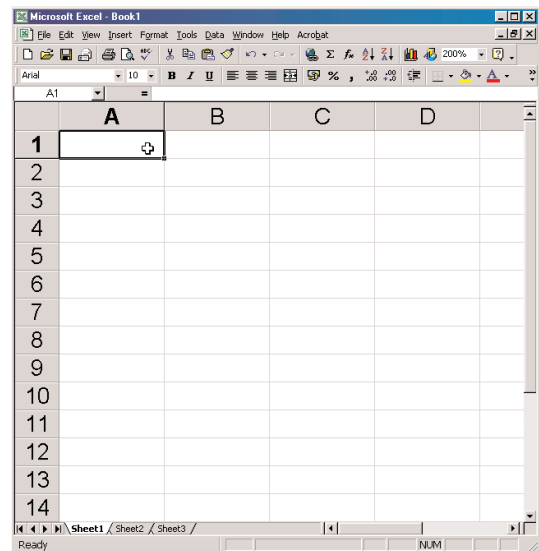 Microsoft Excel - Book1
File Edit View Insert Format Tools Data Window Help Acrobat
200%
Arial 10 B I U % ,
A1 =
A B C D
1
2
3
4
5
6
7
8
9
10
11
12
13
14
Sheet1 Sheet2 Sheet3
Ready NUM